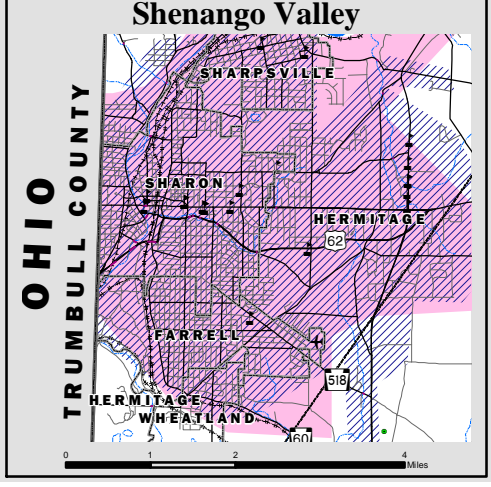 Shenango Valley
SHARPSVILLE
SHARON
HERMITAGE
62
OHIO
TRUMBULL COUNTY
FARRELL
518
HERMITAGE
WHEATLAND
60
0 1 2 4
Miles